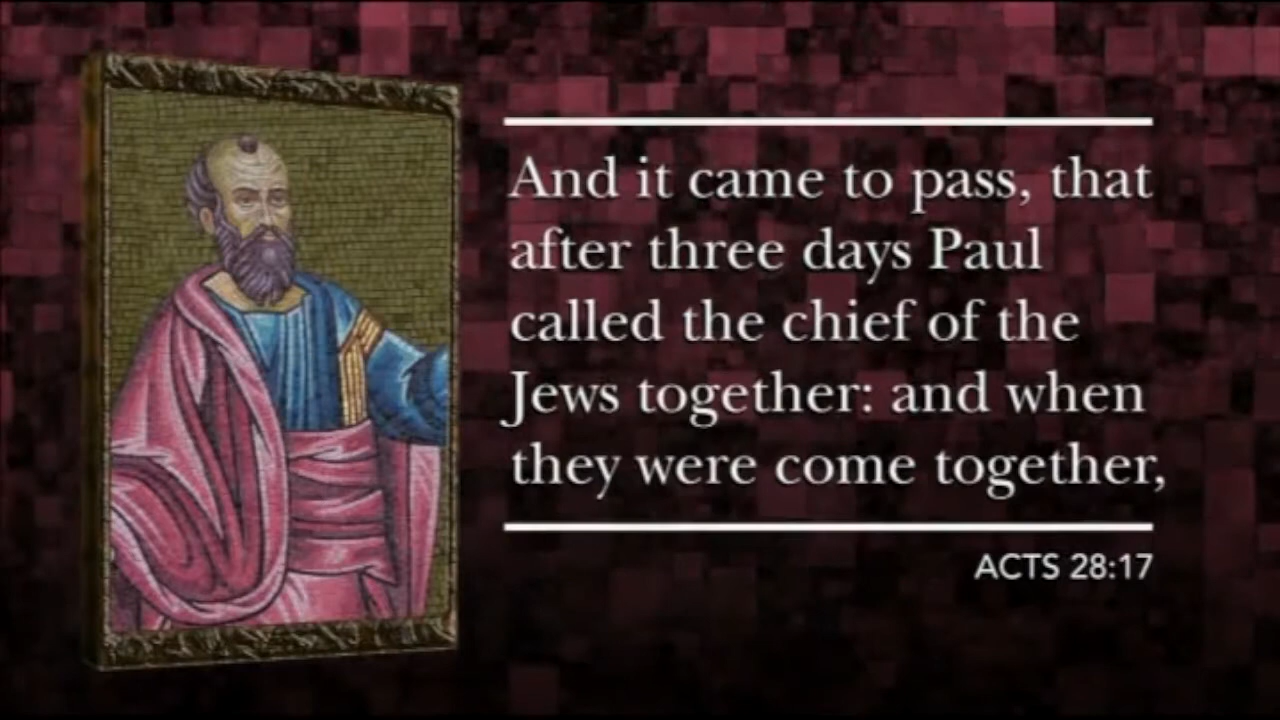 And it came to pass, that
after three days Paul
called the chief of the
Jews together: and when
they were come together,
ACTS 28:17